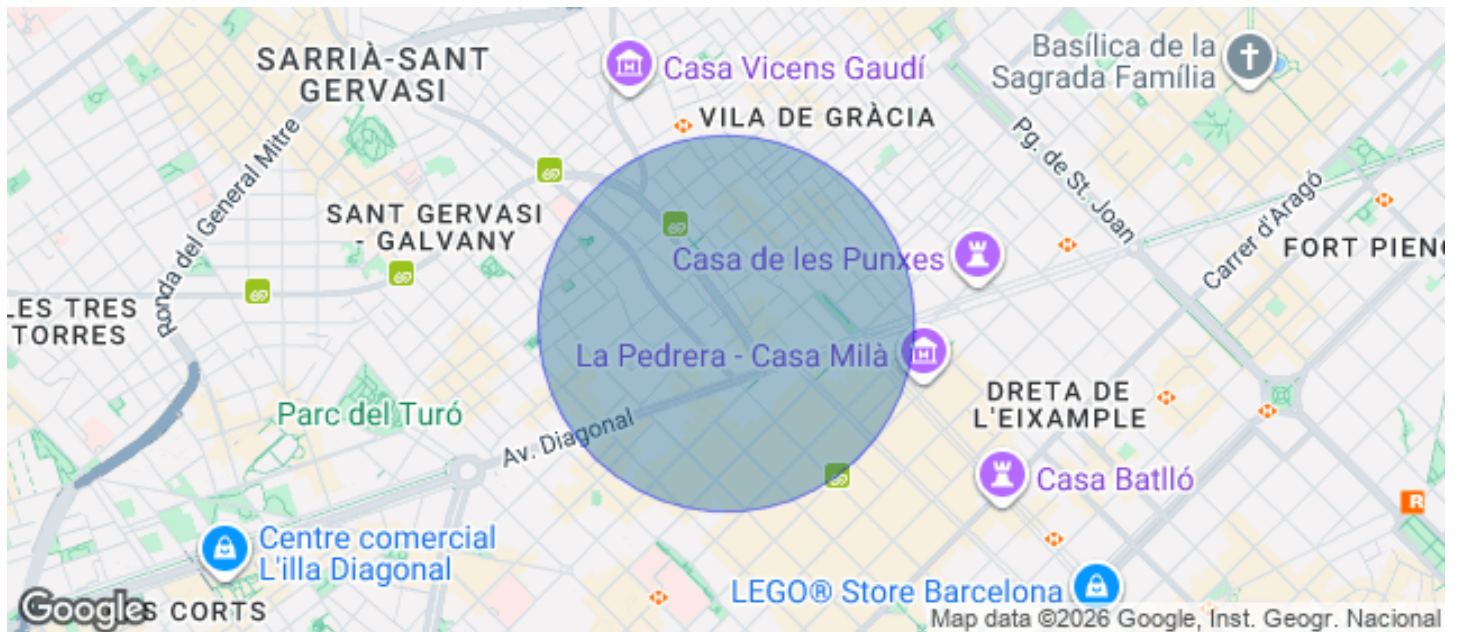 SARRIÀ-SANT
GERVASI
Casa Vicens Gaudí
Basílica de la
Sagrada Família
VILA DE GRÀCIA
Ronda del General Mitre
Pg. de St. Joan
SANT GERVASI
- GALVANY
Casa de les Punxes
Carrer d'Aragó
FORT PIENC
LES TRES
TORRES
La Pedrera - Casa Milà
Parc del Turó
Av. Diagonal
DRETA DE
L'EIXAMPLE
Casa Batlló
R
Centre comercial
L'illa Diagonal
LEGO® Store Barcelona
Google
S CORTS
Map data ©2026 Google, Inst. Geogr. Nacional